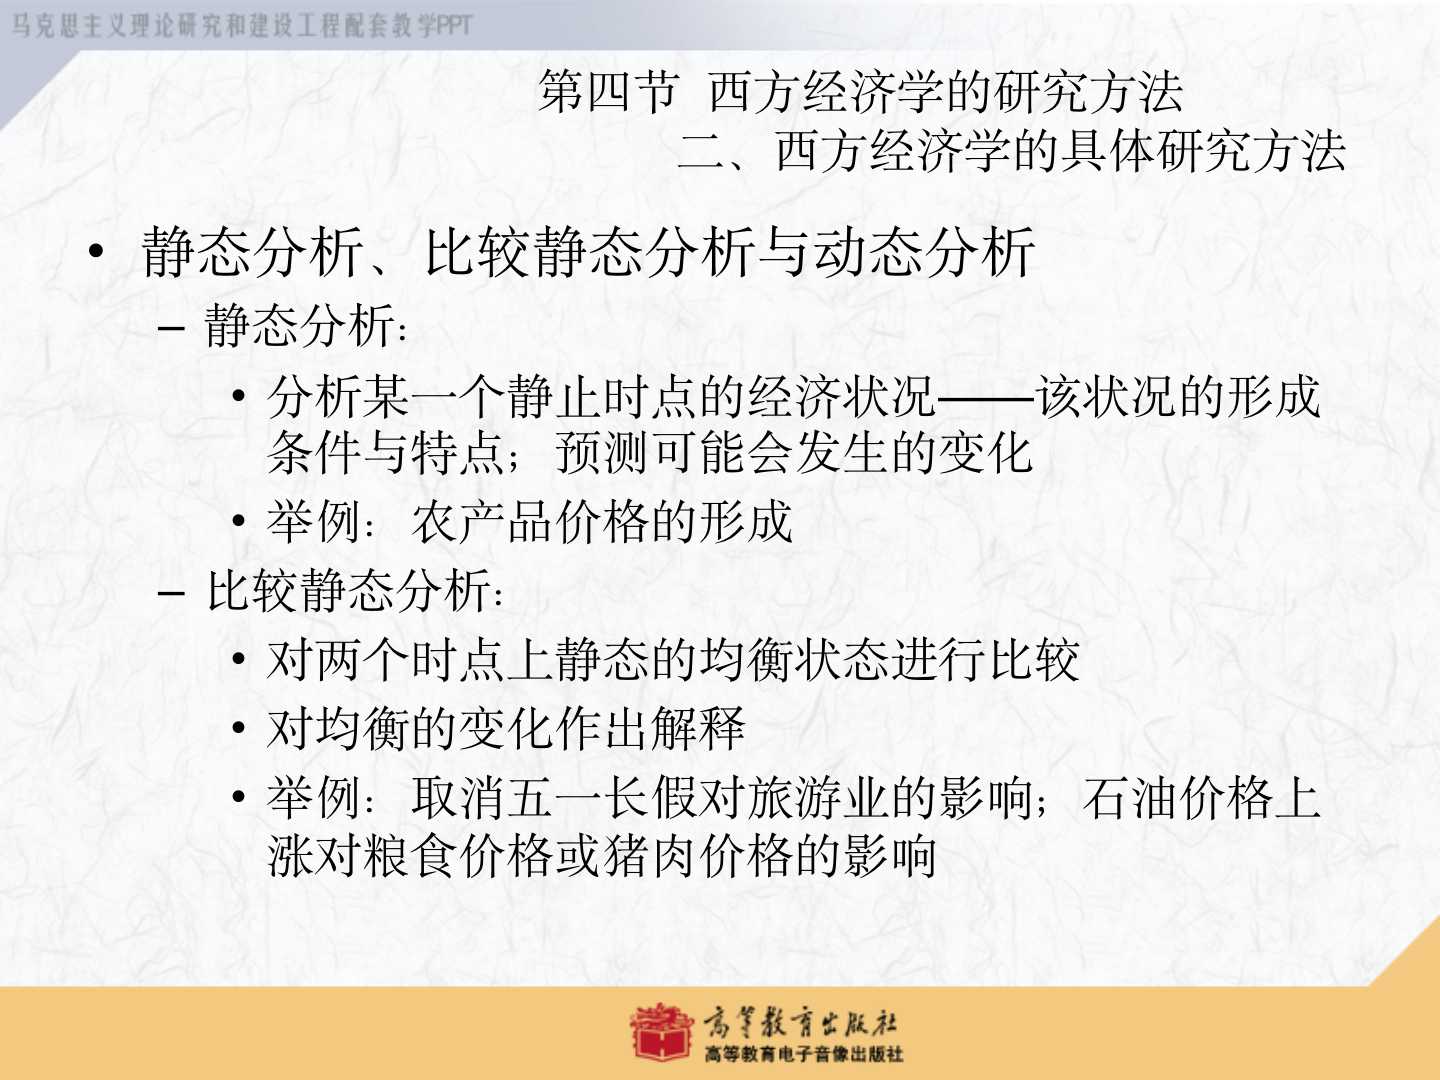 马克思主义理论研究和建设工程配套教学PPT
第四节 西方经济学的研究方法
二、西方经济学的具体研究方法
• 静态分析、比较静态分析与动态分析
– 静态分析：
• 分析某一个静止时点的经济状况——该状况的形成
条件与特点；预测可能会发生的变化
• 举例：农产品价格的形成
– 比较静态分析：
• 对两个时点上静态的均衡状态进行比较
• 对均衡的变化作出解释
• 举例：取消五一长假对旅游业的影响；石油价格上
涨对粮食价格或猪肉价格的影响
高等教育出版社
高等教育电子音像出版社